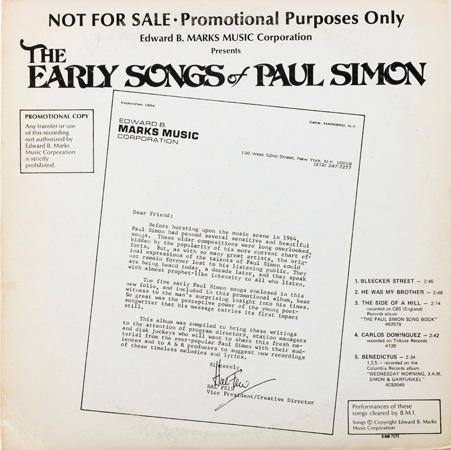 NOT FOR SALE • Promotional Purposes Only
Edward B. MARKS MUSIC Corporation
Presents
THE
EARLY SONGS of PAUL SIMON
PROMOTIONAL COPY
Any transfer or use
of this recording
not authorized by
Edward B. Marks
Music Corporation
is strictly
prohibited.
Established 1894
Cable: MARKBRO, N.Y.
EDWARD B.
MARKS MUSIC
CORPORATION
136 West 52nd Street, New York, N.Y. 10019
(212) 247-7277
Dear Friend:
Before bursting upon the music scene in 1964,
Paul Simon had penned several sensitive and beautiful
songs. These older compositions were long overlooked,
hidden by the popularity of his more current chart ef-
forts. But, as with so many great artists, the orig-
inal expressions of the talents of Paul Simon could
not remain forever lost to his listening public. They
are being heard today, a decade later, and they speak
with almost prophet-like intensity to all who listen.
The five early Paul Simon songs enclosed in this
new folio, and included in this promotional album, bear
witness to the man's surprising insight into his times.
So great was the perceptive power of the young poet-
songwriter that his message carries its first impact
still.
This album was compiled to bring these writings
to the attention of program directors, station managers
and disk jockeys who will want to share this fresh ma-
terial from the ever-popular Paul Simon with their audi-
ences and to A & R producers to suggest new recordings
of these timeless melodies and lyrics.
Sincerely,
HAL FEIN
Vice President/Creative Director
1. BLEECKER STREET – 2:46
2. HE WAS MY BROTHER – 2:48
3. THE SIDE OF A HILL – 2:14
recorded on CBS (England)
Records album
"THE PAUL SIMON SONG BOOK"
#62579
4. CARLOS DOMINGUEZ – 2:42
recorded on Tribute Records
#128
5. BENEDICTUS – 2:34
1,2,5 – recorded on the
Columbia Records album
"WEDNESDAY MORNING, 3 A.M.
SIMON & GARFUNKEL"
#CS9049
Performances of these
songs cleared by B.M.I.
Songs © Copyright Edward B. Marks
Music Corporation